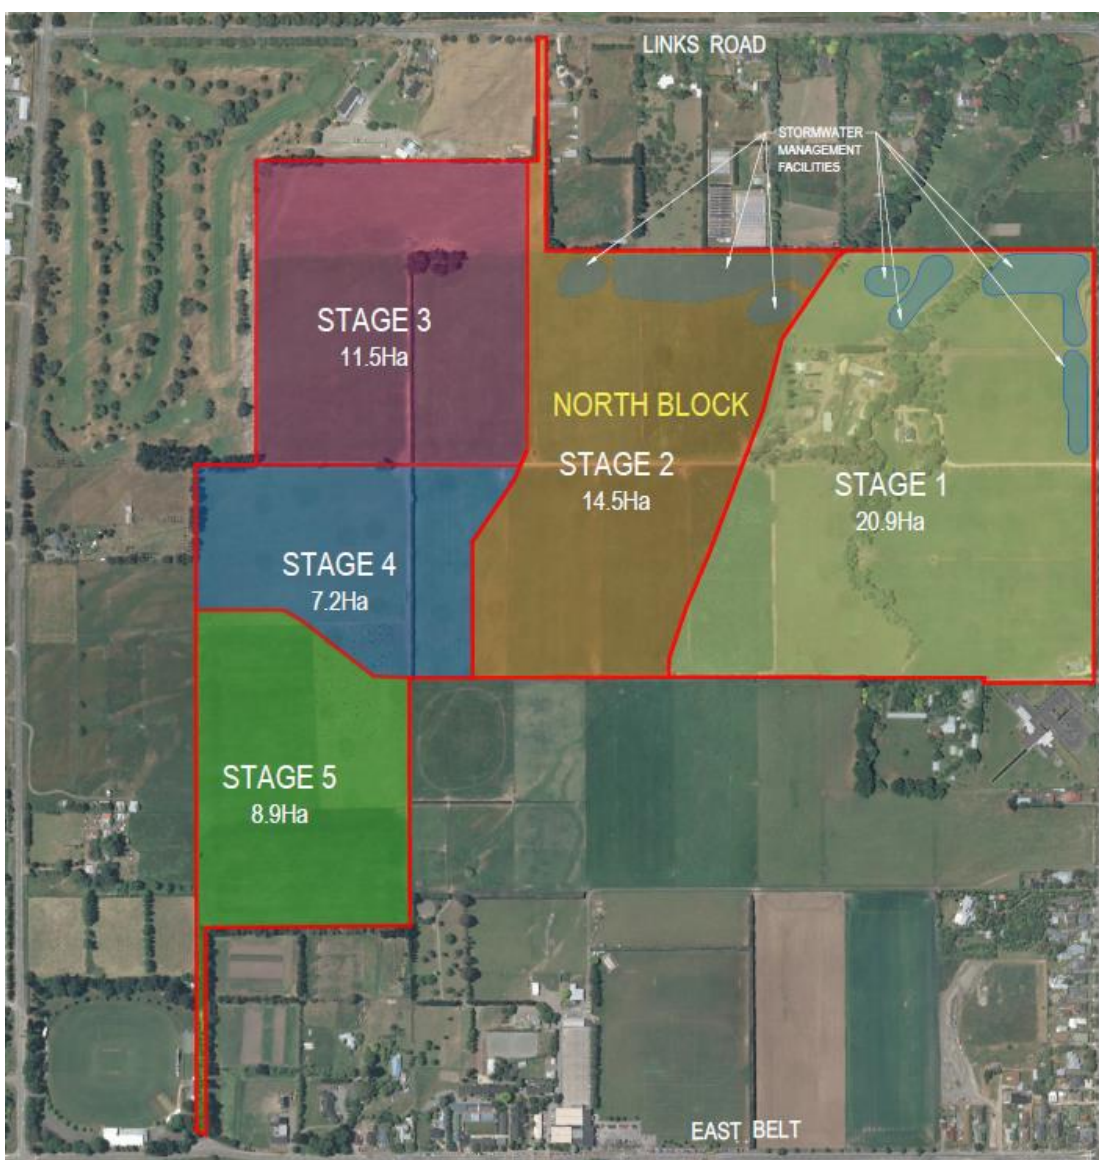 LINKS ROAD
STORMWATER
MANAGEMENT
FACILITIES
STAGE 3
11.5Ha
NORTH BLOCK
STAGE 2
14.5Ha
STAGE 1
20.9Ha
STAGE 4
7.2Ha
STAGE 5
8.9Ha
EAST BELT